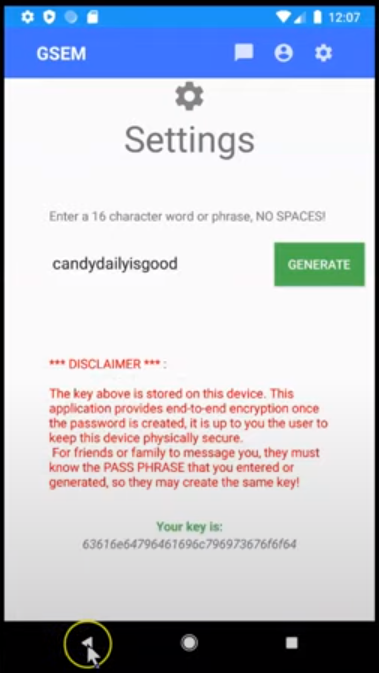 12:07
GSEM
Settings
Enter a 16 character word or phrase, NO SPACES!
candydailyisgood
GENERATE
*** DISCLAIMER *** :
The key above is stored on this device. This
application provides end-to-end encryption once
the password is created, it is up to you the user to
keep this device physically secure.
For friends or family to message you, they must
know the PASS PHRASE that you entered or
generated, so they may create the same key!
Your key is:
63616e64796461696c796973676f6f64